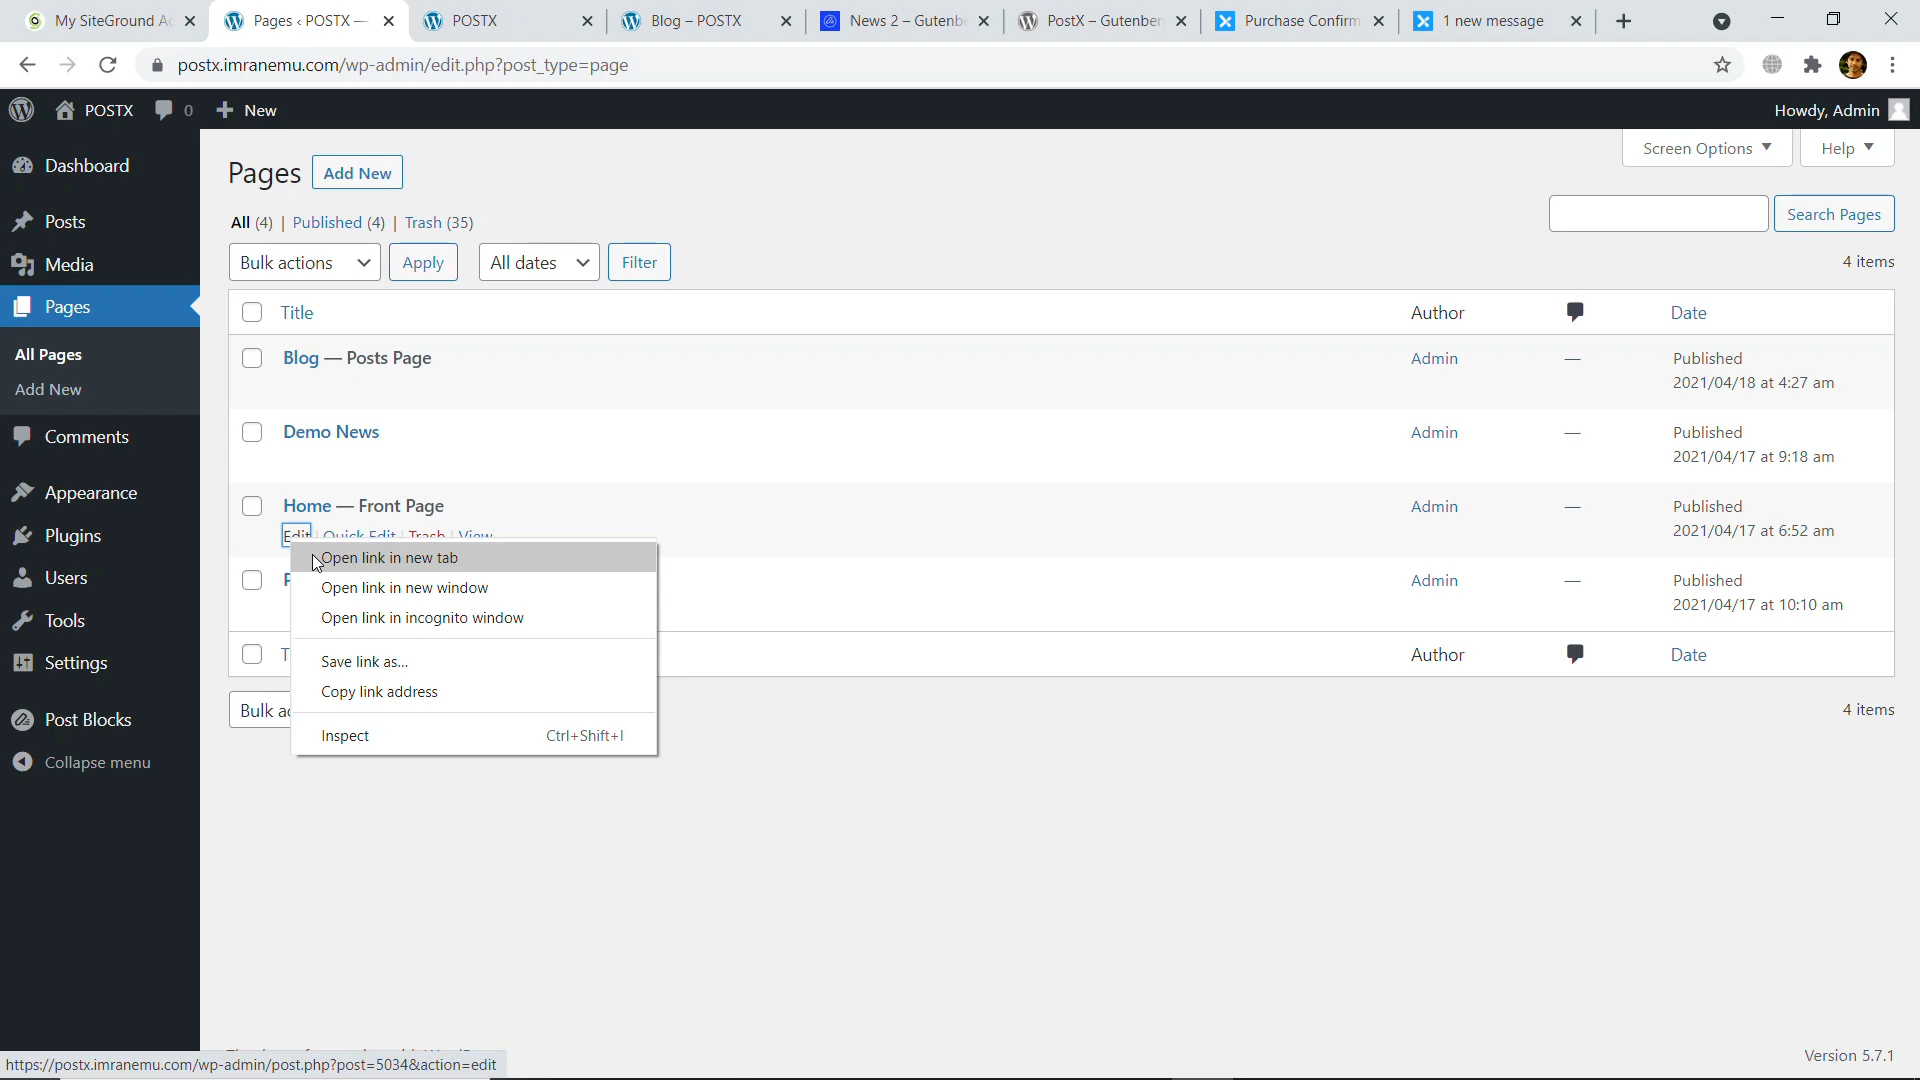 My SiteGround Ac
Pages ‹ POSTX —
POSTX
Blog – POSTX
News 2 – Gutenb
PostX – Gutenber
Purchase Confirm
1 new message
postx.imranemu.com/wp-admin/edit.php?post_type=page
POSTX
0
New
Howdy, Admin
Dashboard
Posts
Media
Pages
All Pages
Add New
Comments
Appearance
Plugins
Users
Tools
Settings
Post Blocks
Collapse menu
Screen Options
Help
Pages
Add New
All (4) | Published (4) | Trash (35)
Search Pages
Bulk actions
Apply
All dates
Filter
4 items
Title
Author
Date
Blog — Posts Page
Admin
—
Published
2021/04/18 at 4:27 am
Demo News
Admin
—
Published
2021/04/17 at 9:18 am
Home — Front Page
Admin
—
Published
2021/04/17 at 6:52 am
Edit | Quick Edit | Trash | View
Open link in new tab
Open link in new window
Open link in incognito window
Save link as...
Copy link address
Inspect
Ctrl+Shift+I
Admin
—
Published
2021/04/17 at 10:10 am
Author
Date
Bulk ac
4 items
Version 5.7.1
https://postx.imranemu.com/wp-admin/post.php?post=5034&action=edit